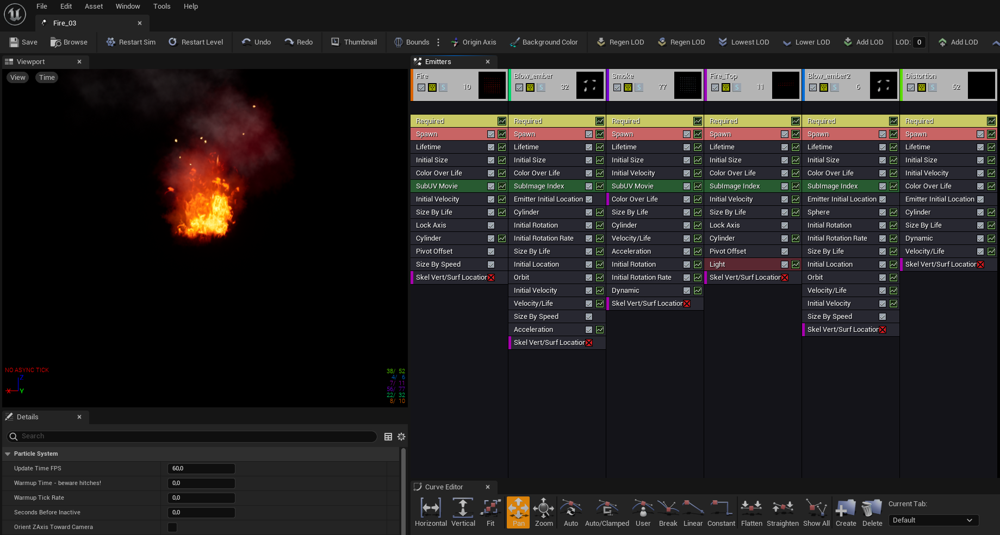 File Edit Asset Window Tools Help
Fire_03
Save Browse Restart Sim Restart Level Undo Redo Thumbnail Bounds Origin Axis Background Color Regen LOD Regen LOD Lowest LOD Lower LOD Add LOD LOD: 0 Add LOD
Viewport
View Time
NO ASYNC TICK
Z
X Y
38/ 52
4/ 6
7/ 11
56/ 77
22/ 32
8/ 10
Details
Search
Particle System
Update Time FPS 60,0
Warmup Time - beware hitches! 0,0
Warmup Tick Rate 0,0
Seconds Before Inactive 0,0
Orient ZAxis Toward Camera
Emitters
Fire
S 10
Required
Spawn
Lifetime
Initial Size
Color Over Life
SubUV Movie
Initial Velocity
Size By Life
Lock Axis
Cylinder
Pivot Offset
Size By Speed
Skel Vert/Surf Location
Blow_ember
S 32
Required
Spawn
Lifetime
Initial Size
Color Over Life
SubImage Index
Emitter Initial Location
Cylinder
Initial Rotation
Initial Rotation Rate
Size By Life
Initial Location
Orbit
Initial Velocity
Velocity/Life
Size By Speed
Acceleration
Skel Vert/Surf Location
Smoke
S 77
Required
Spawn
Lifetime
Initial Size
Initial Velocity
SubUV Movie
Color Over Life
Size By Life
Cylinder
Velocity/Life
Acceleration
Initial Rotation
Initial Rotation Rate
Dynamic
Skel Vert/Surf Location
Fire_Top
S 11
Required
Spawn
Lifetime
Initial Size
Color Over Life
SubImage Index
Initial Velocity
Size By Life
Lock Axis
Cylinder
Pivot Offset
Light
Skel Vert/Surf Location
Blow_ember2
S 6
Required
Spawn
Lifetime
Initial Size
Color Over Life
SubImage Index
Emitter Initial Location
Sphere
Initial Rotation
Initial Rotation Rate
Size By Life
Initial Location
Orbit
Velocity/Life
Initial Velocity
Size By Speed
Skel Vert/Surf Location
Distortion
S 52
Required
Spawn
Lifetime
Initial Size
Initial Velocity
Color Over Life
Emitter Initial Location
Cylinder
Size By Life
Dynamic
Velocity/Life
Skel Vert/Surf Location
Curve Editor
Horizontal Vertical Fit Pan Zoom Auto Auto/Clamped User Break Linear Constant Flatten Straighten Show All Create Delete
Current Tab:
Default